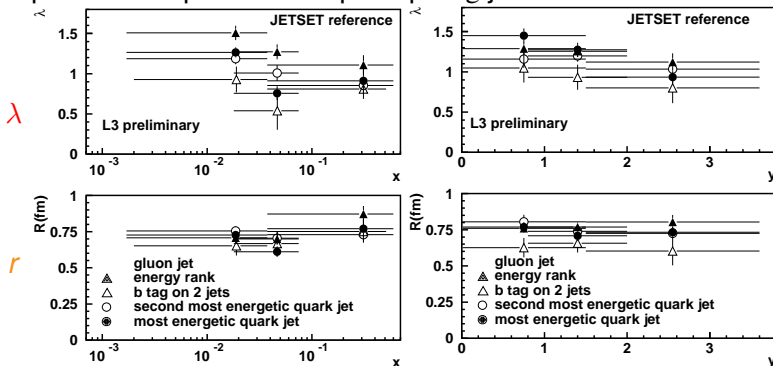 λ
JETSET reference
1.5
1
0.5
0
L3 preliminary
10⁻³
10⁻²
10⁻¹
x
λ
λ
JETSET reference
1.5
1
0.5
0
L3 preliminary
0
1
2
3
y
r
R(fm)
1
0.75
0.5
0.25
0
gluon jet
energy rank
b tag on 2 jets
second most energetic quark jet
most energetic quark jet
10⁻³
10⁻²
10⁻¹
x
R(fm)
1
0.75
0.5
0.25
0
gluon jet
energy rank
b tag on 2 jets
second most energetic quark jet
most energetic quark jet
0
1
2
3
y